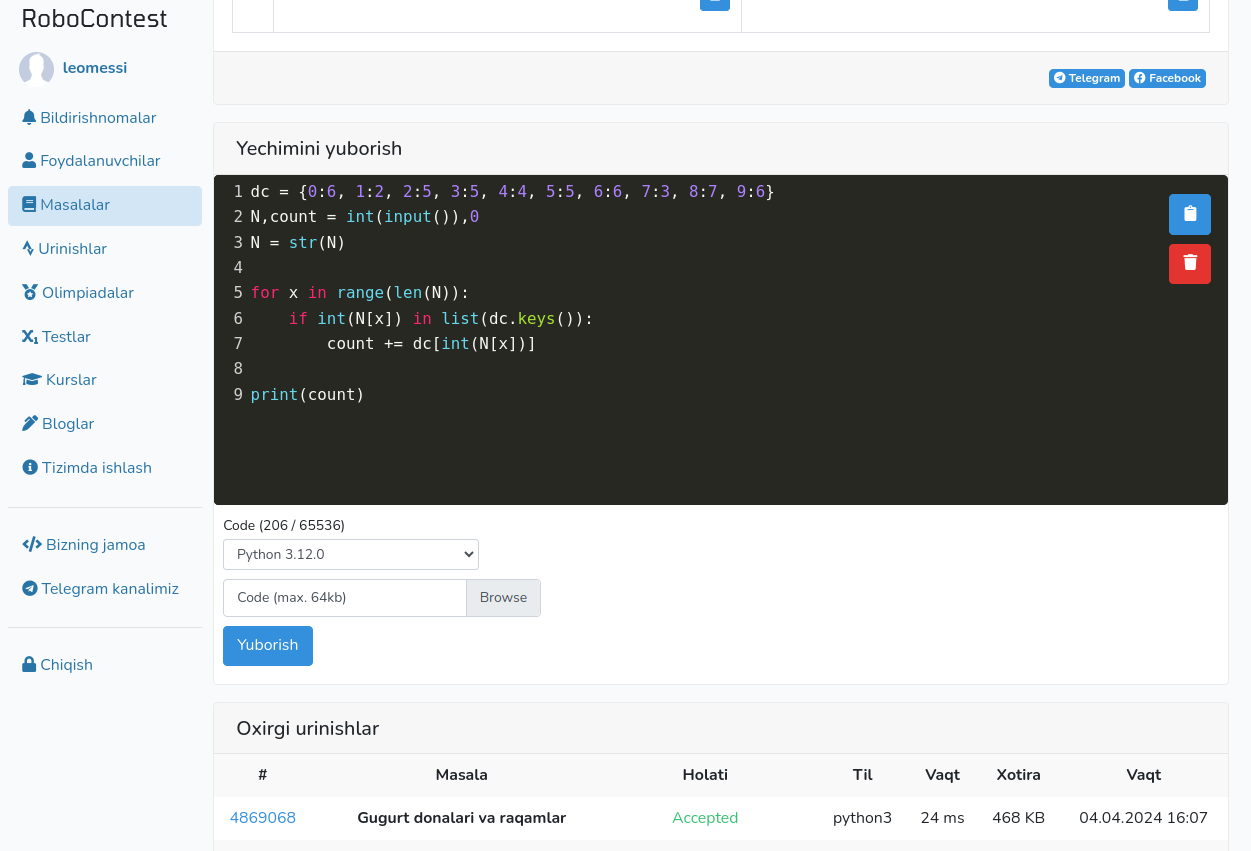 RoboContest
leomessi
Bildirishnomalar
Foydalanuvchilar
Masalalar
Urinishlar
Olimpiadalar
Testlar
Kurslar
Bloglar
Tizimda ishlash
Bizning jamoa
Telegram kanalimiz
Chiqish
Telegram Facebook
Yechimini yuborish
1 dc = {0:6, 1:2, 2:5, 3:5, 4:4, 5:5, 6:6, 7:3, 8:7, 9:6}
2 N,count = int(input()),0
3 N = str(N)
4
5 for x in range(len(N)):
6     if int(N[x]) in list(dc.keys()):
7         count += dc[int(N[x])]
8
9 print(count)
Code (206 / 65536)
Python 3.12.0
Code (max. 64kb) Browse
Yuborish
Oxirgi urinishlar
# Masala Holati Til Vaqt Xotira Vaqt
4869068 Gugurt donalari va raqamlar Accepted python3 24 ms 468 KB 04.04.2024 16:07